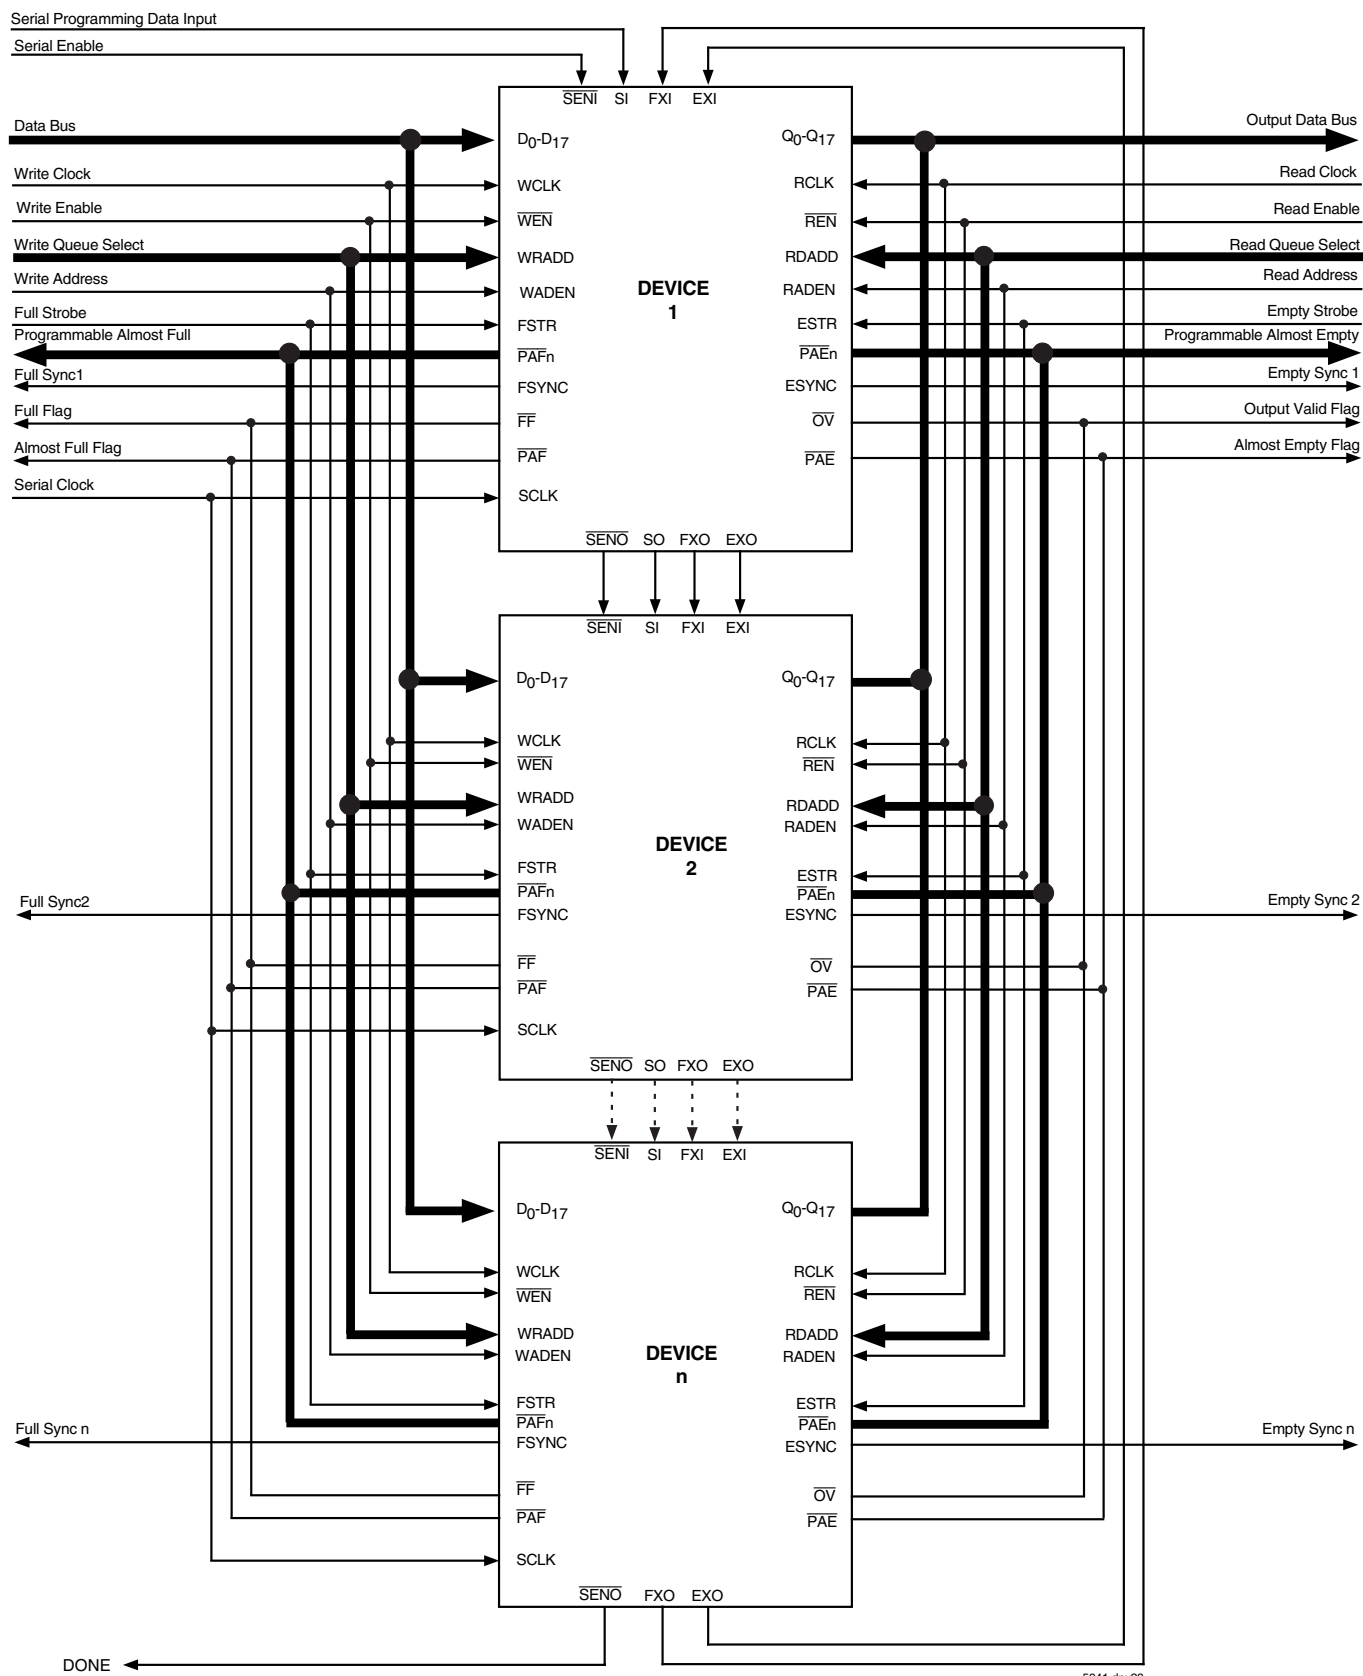 Serial Programming Data Input
Serial Enable
SENI SI FXI EXI
Data Bus D0-D17 Q0-Q17 Output Data Bus
Write Clock WCLK RCLK Read Clock
Write Enable WEN REN Read Enable
Write Queue Select WRADD RDADD Read Queue Select
Write Address WADEN RADEN Read Address
DEVICE
1
Full Strobe FSTR ESTR Empty Strobe
Programmable Almost Full PAFn PAEn Programmable Almost Empty
Full Sync1 FSYNC ESYNC Empty Sync 1
Full Flag FF OV Output Valid Flag
Almost Full Flag PAF PAE Almost Empty Flag
Serial Clock SCLK
SENO SO FXO EXO
SENI SI FXI EXI
D0-D17 Q0-Q17
WCLK RCLK
WEN REN
WRADD RDADD
WADEN RADEN
DEVICE
2
FSTR ESTR
PAFn PAEn
Full Sync2 FSYNC ESYNC Empty Sync 2
FF OV
PAF PAE
SCLK
SENO SO FXO EXO
SENI SI FXI EXI
D0-D17 Q0-Q17
WCLK RCLK
WEN REN
WRADD RDADD
WADEN RADEN
DEVICE
n
FSTR ESTR
PAFn PAEn
Full Sync n FSYNC ESYNC Empty Sync n
FF OV
PAF PAE
SCLK
SENO FXO EXO
DONE